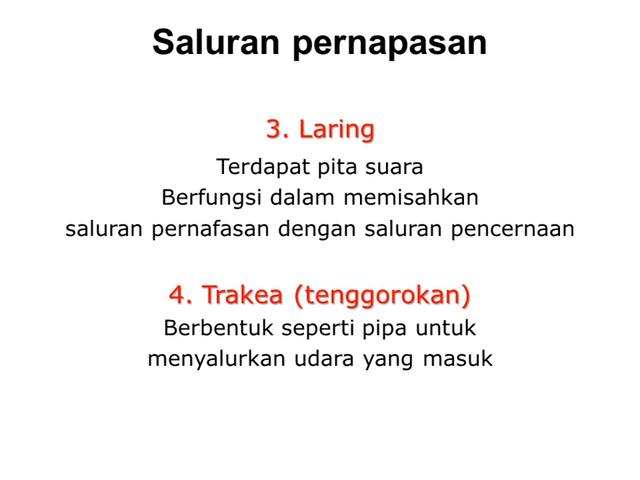 Saluran pernapasan
3. Laring
Terdapat pita suara
Berfungsi dalam memisahkan
saluran pernafasan dengan saluran pencernaan
4. Trakea (tenggorokan)
Berbentuk seperti pipa untuk
menyalurkan udara yang masuk